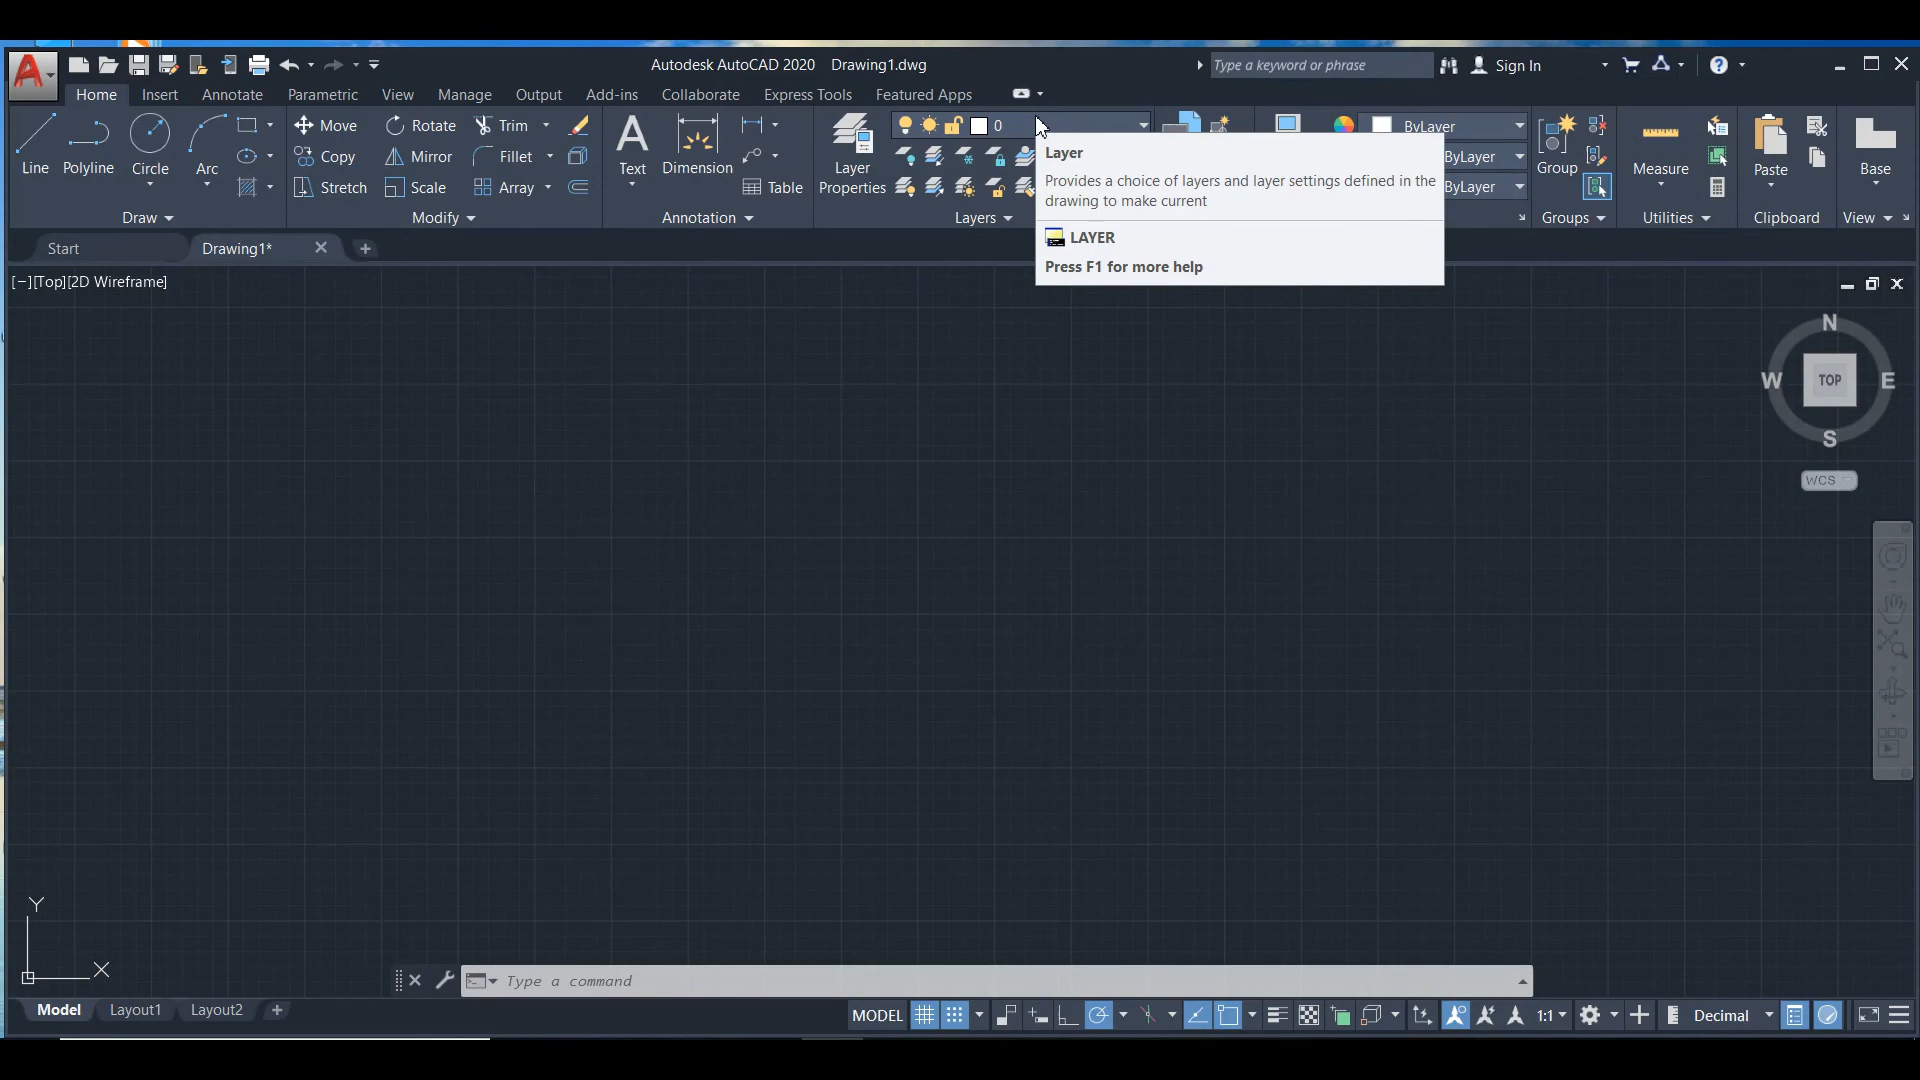 Autodesk AutoCAD 2020 Drawing1.dwg
Type a keyword or phrase
Sign In
Home Insert Annotate Parametric View Manage Output Add-ins Collaborate Express Tools Featured Apps
Line
Polyline
Circle
Arc
Move
Rotate
Trim
Copy
Mirror
Fillet
Stretch
Scale
Array
Text
Dimension
Table
Layer
Properties
0
ByLayer
ByLayer
ByLayer
Group
Measure
Paste
Base
Draw
Modify
Annotation
Layers
Groups
Utilities
Clipboard
View
Layer
Provides a choice of layers and layer settings defined in the
drawing to make current
LAYER
Press F1 for more help
Start
Drawing1*
[−][Top][2D Wireframe]
N
W
TOP
E
S
WCS
Y
X
Type a command
Model
Layout1
Layout2
MODEL
1:1
Decimal